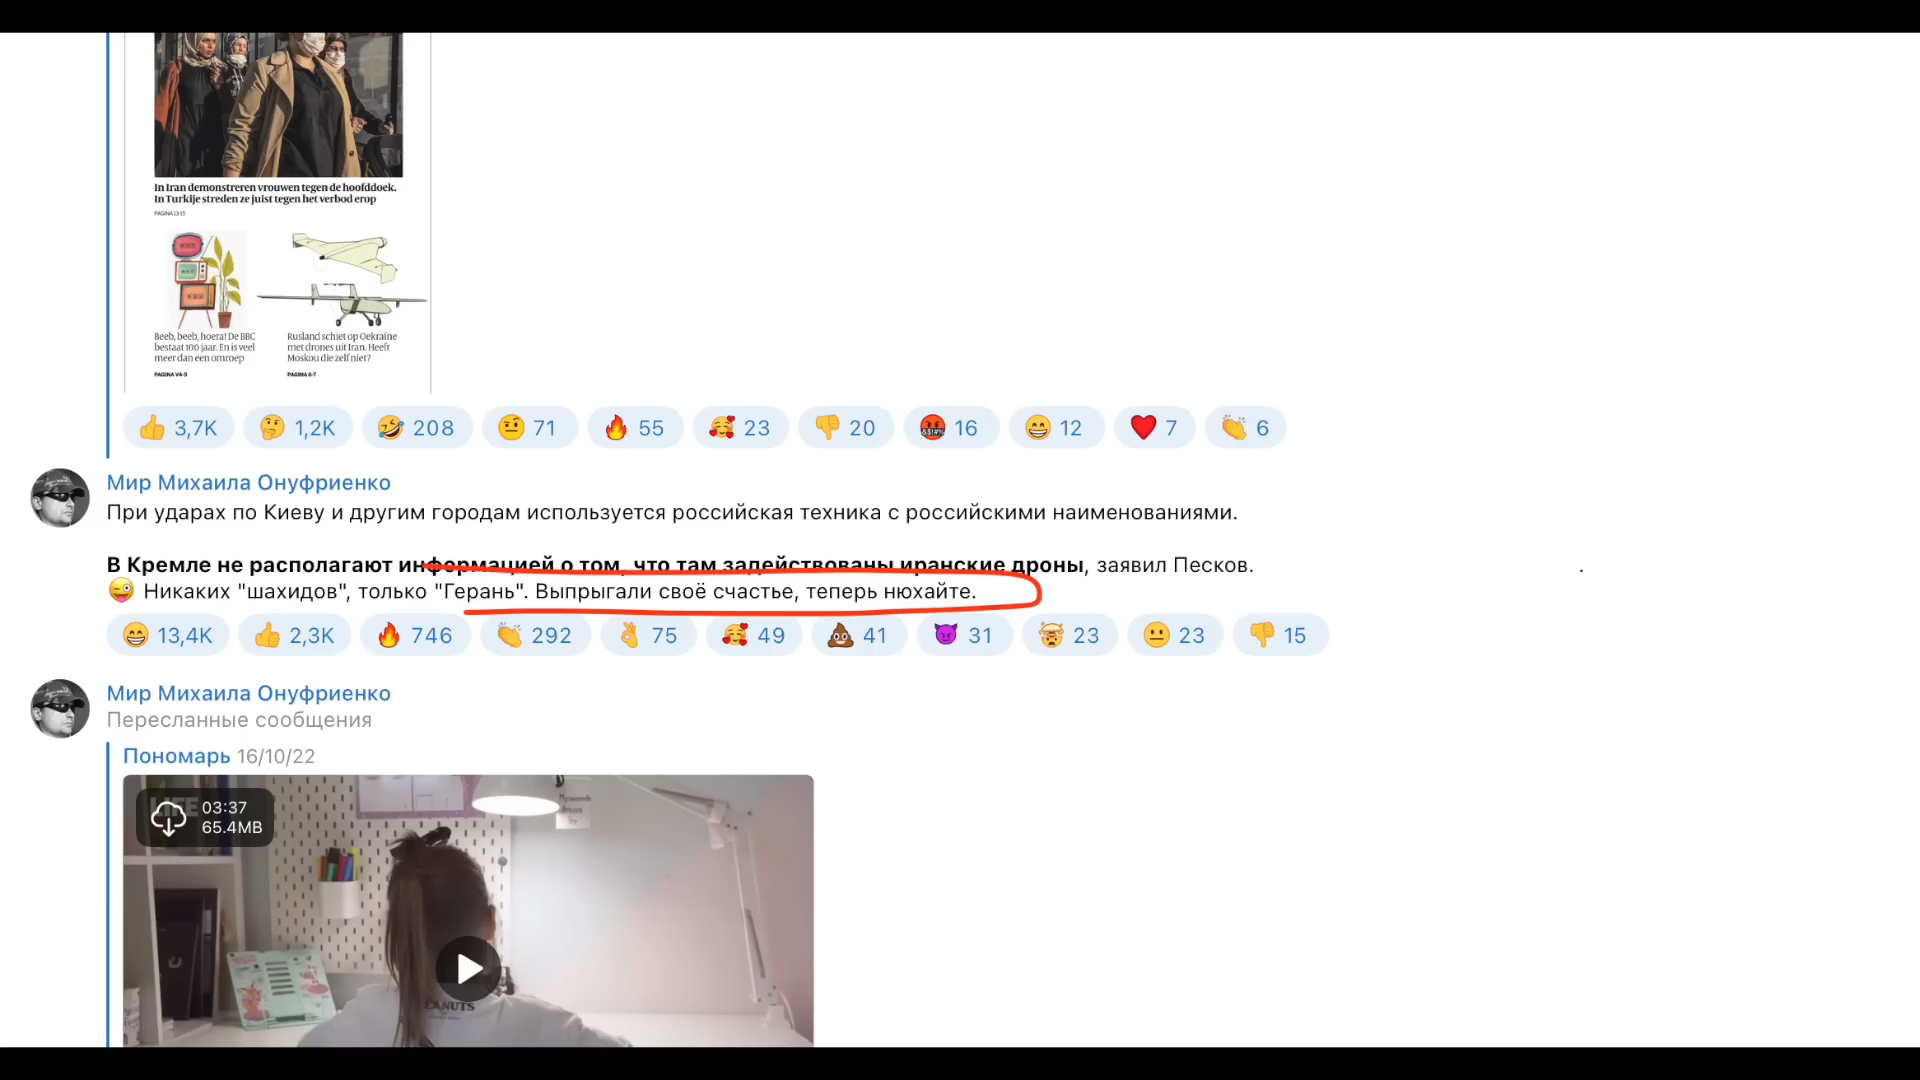 In Iran demonstreren vrouwen tegen de hoofddoek.
In Turkije streden ze juist tegen het verbod erop
PAGINA 13-15
Beeb, beeb, hoera! De BBC
bestaat 100 jaar. En is veel
meer dan een omroep
PAGINA V4-5
Rusland schiet op Oekraïne
met drones uit Iran. Heeft
Moskou die zelf niet?
PAGINA 6-7
3,7K 1,2K 208 71 55 23 20 16 12 7 6
Мир Михаила Онуфриенко
При ударах по Киеву и другим городам используется российская техника с российскими наименованиями.
В Кремле не располагают информацией о том, что там задействованы иранские дроны, заявил Песков.
Никаких "шахидов", только "Герань". Выпрыгали своё счастье, теперь нюхайте.
13,4K 2,3K 746 292 75 49 41 31 23 23 15
Мир Михаила Онуфриенко
Пересланные сообщения
Пономарь 16/10/22
LIFE
03:37
65.4MB
PEANUTS